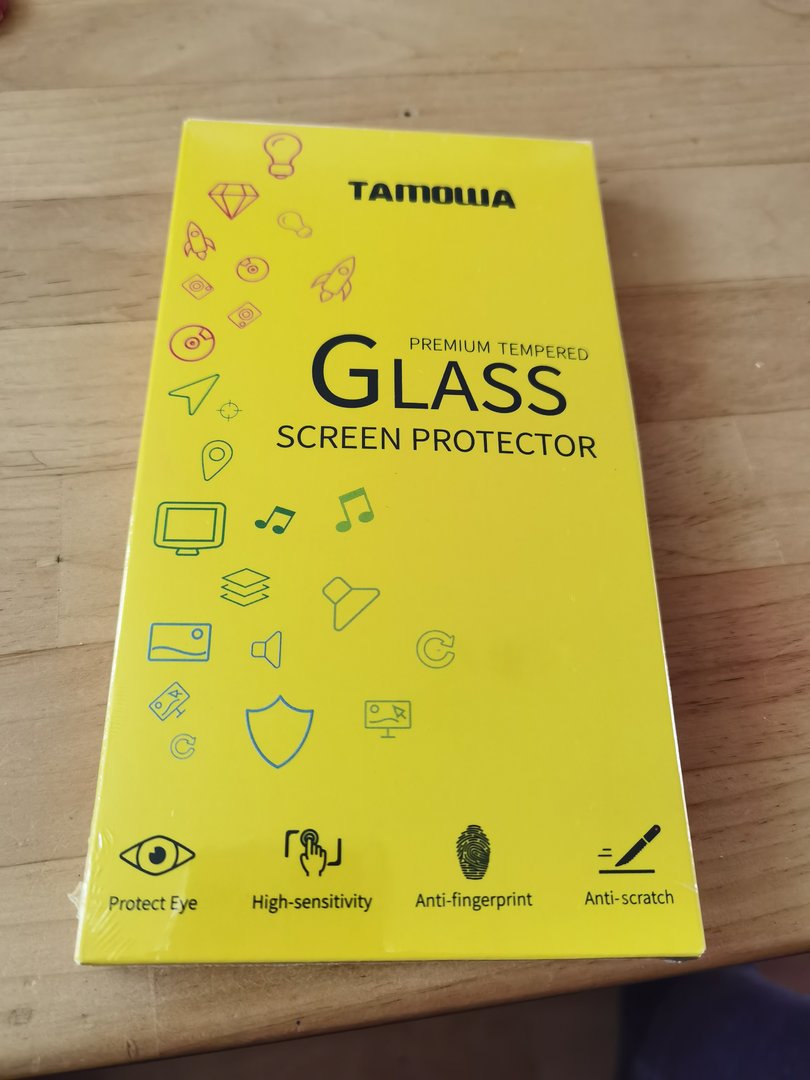 TAMOWA
PREMIUM TEMPERED
GLASS
SCREEN PROTECTOR
Protect Eye
High-sensitivity
Anti-fingerprint
Anti-scratch